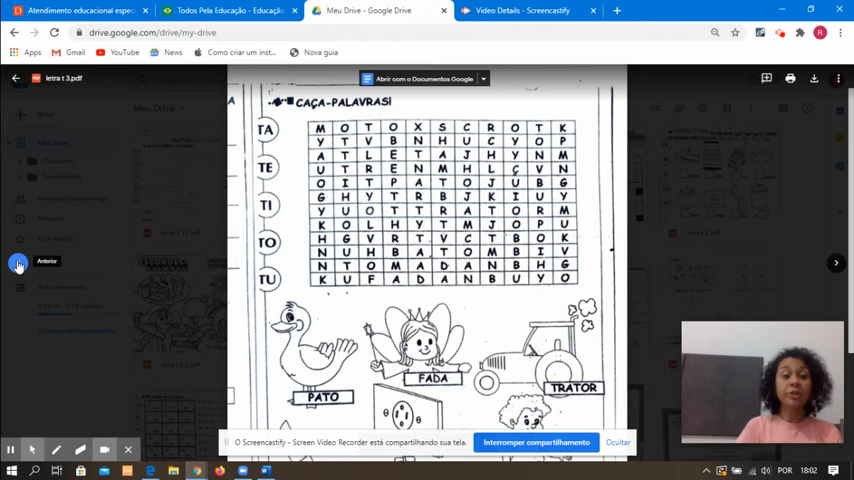 Atendimento educacional espec
Todos Pela Educação - Educação
Meu Drive - Google Drive
Video Details - Screencastify
drive.google.com/drive/my-drive
Apps
Gmail
YouTube
News
Como criar um inst...
Nova guia
letra t 3.pdf
Abrir com o Documentos Google
Meu Drive
Anterior
CAÇA-PALAVRAS!
TA
TE
TI
TO
TU
M O T O X S C R O T K
Y T V B N H U C Y O P
A T L E T A J H Y N M
U T R E N M H L Ç V N
O I T P A T O J U B G
G H Y T R B J K I U Y
Y U O T T R A T O R M
K O L H Y T M J O P U
H G V R T V C T B O K
N U H B A T O M B I V
N T O M A D A N B H G
K U F A D A N B U Y O
PATO
FADA
TRATOR
O Screencastify - Screen Video Recorder está compartilhando sua tela.
Interromper compartilhamento
Ocultar
POR
18:02